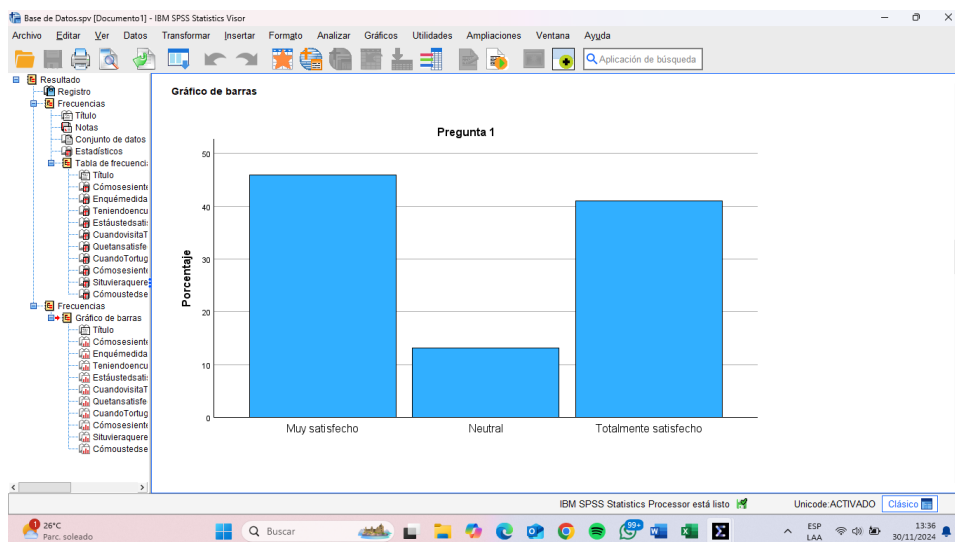 Base de Datos.spv [Documento1] - IBM SPSS Statistics Visor
Archivo Editar Ver Datos Transformar Insertar Formato Analizar Gráficos Utilidades Ampliaciones Ventana Ayuda
Aplicación de búsqueda
Resultado
Registro
Frecuencias
Título
Notas
Conjunto de datos
Estadísticos
Tabla de frecuenci
Título
Cómosesiente
Enquémedida
Teniendoencu
Estáustedsati
CuandovisitaT
Quetansatisfe
CuandoTortug
Cómosesiente
Situvieraquere
Cómoustedse
Frecuencias
Gráfico de barras
Título
Cómosesiente
Enquémedida
Teniendoencu
Estáustedsati
CuandovisitaT
Quetansatisfe
CuandoTortug
Cómosesiente
Situvieraquere
Cómoustedse
Gráfico de barras
Pregunta 1
Porcentaje
50
40
30
20
10
0
Muy satisfecho Neutral Totalmente satisfecho
IBM SPSS Statistics Processor está listo Unicode:ACTIVADO Clásico
1
26°C
Parc. soleado
Buscar
99+
ESP
LAA
13:36
30/11/2024